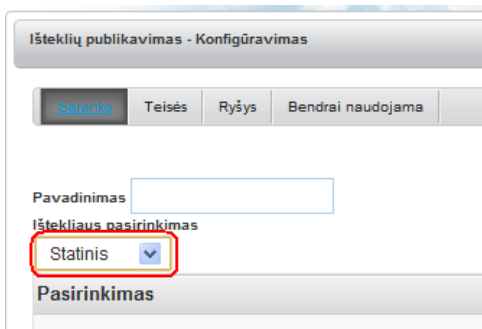 Išteklių publikavimas - Konfigūravimas
Sąranka Teisės Ryšys Bendrai naudojama
Pavadinimas
Ištekliaus pasirinkimas
Statinis
Pasirinkimas